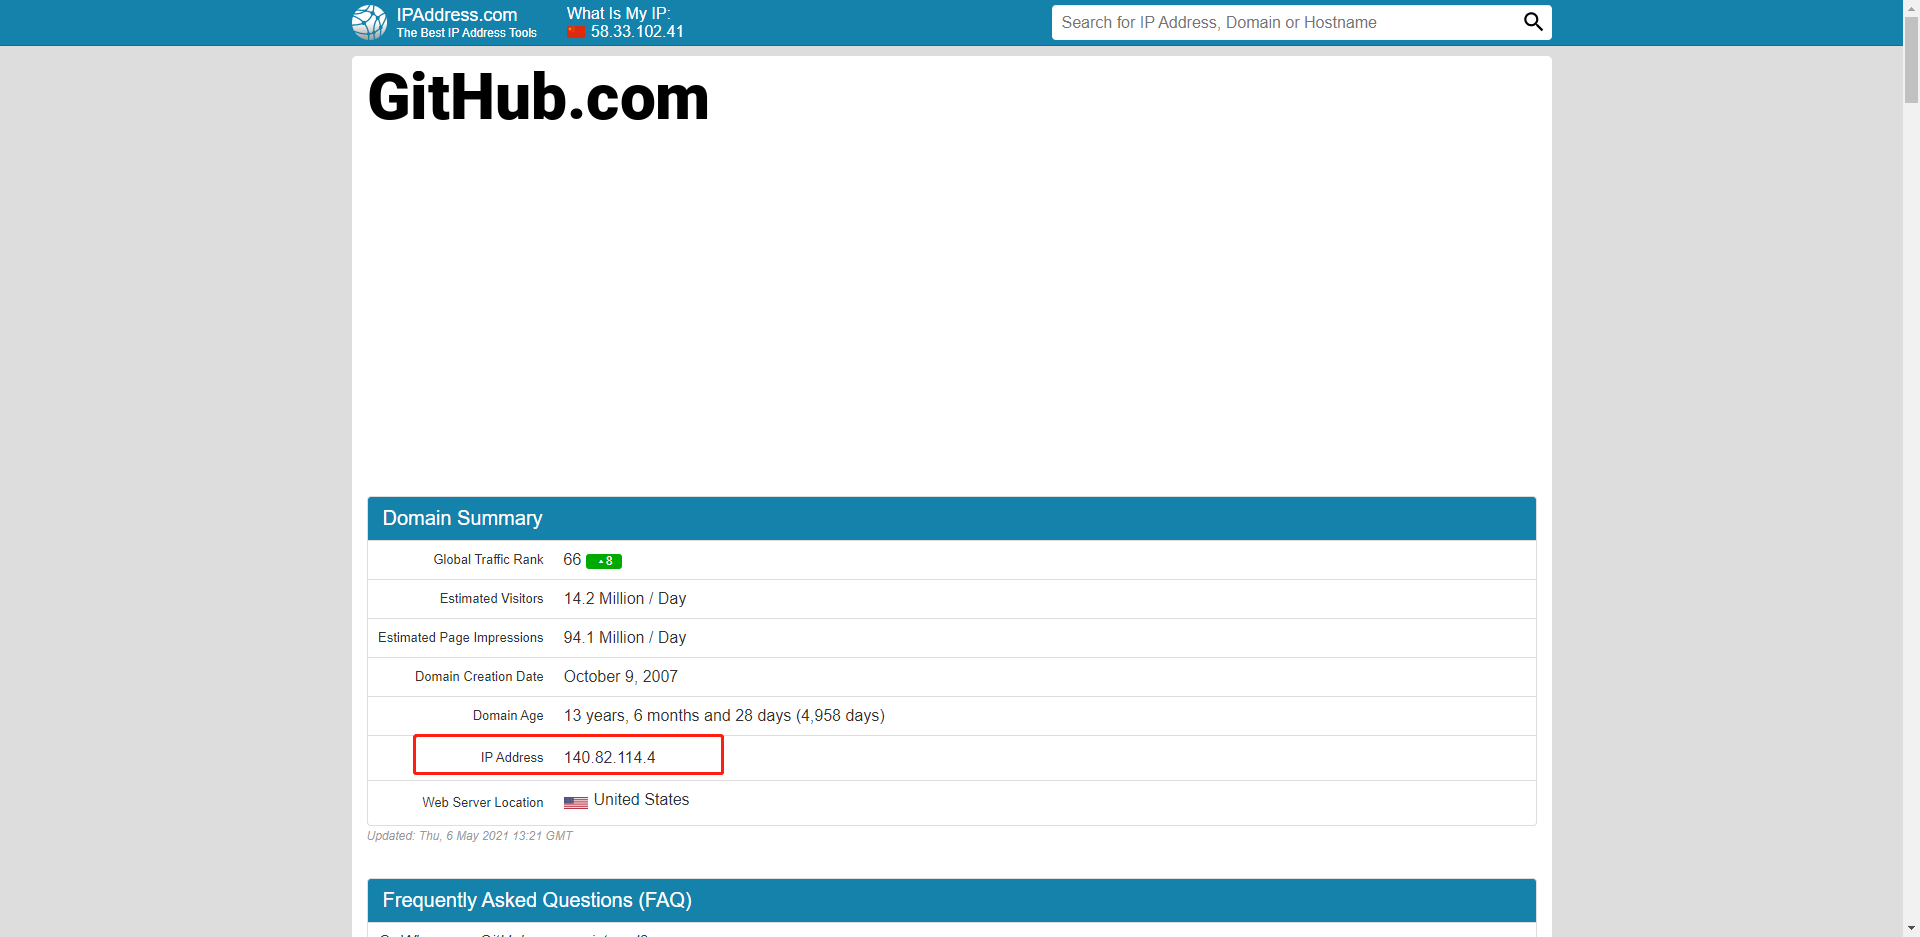 IPAddress.com
The Best IP Address Tools
What Is My IP:
58.33.102.41
Search for IP Address, Domain or Hostname
GitHub.com
Domain Summary
Global Traffic Rank 66 ▲8
Estimated Visitors 14.2 Million / Day
Estimated Page Impressions 94.1 Million / Day
Domain Creation Date October 9, 2007
Domain Age 13 years, 6 months and 28 days (4,958 days)
IP Address 140.82.114.4
Web Server Location United States
Updated: Thu, 6 May 2021 13:21 GMT
Frequently Asked Questions (FAQ)